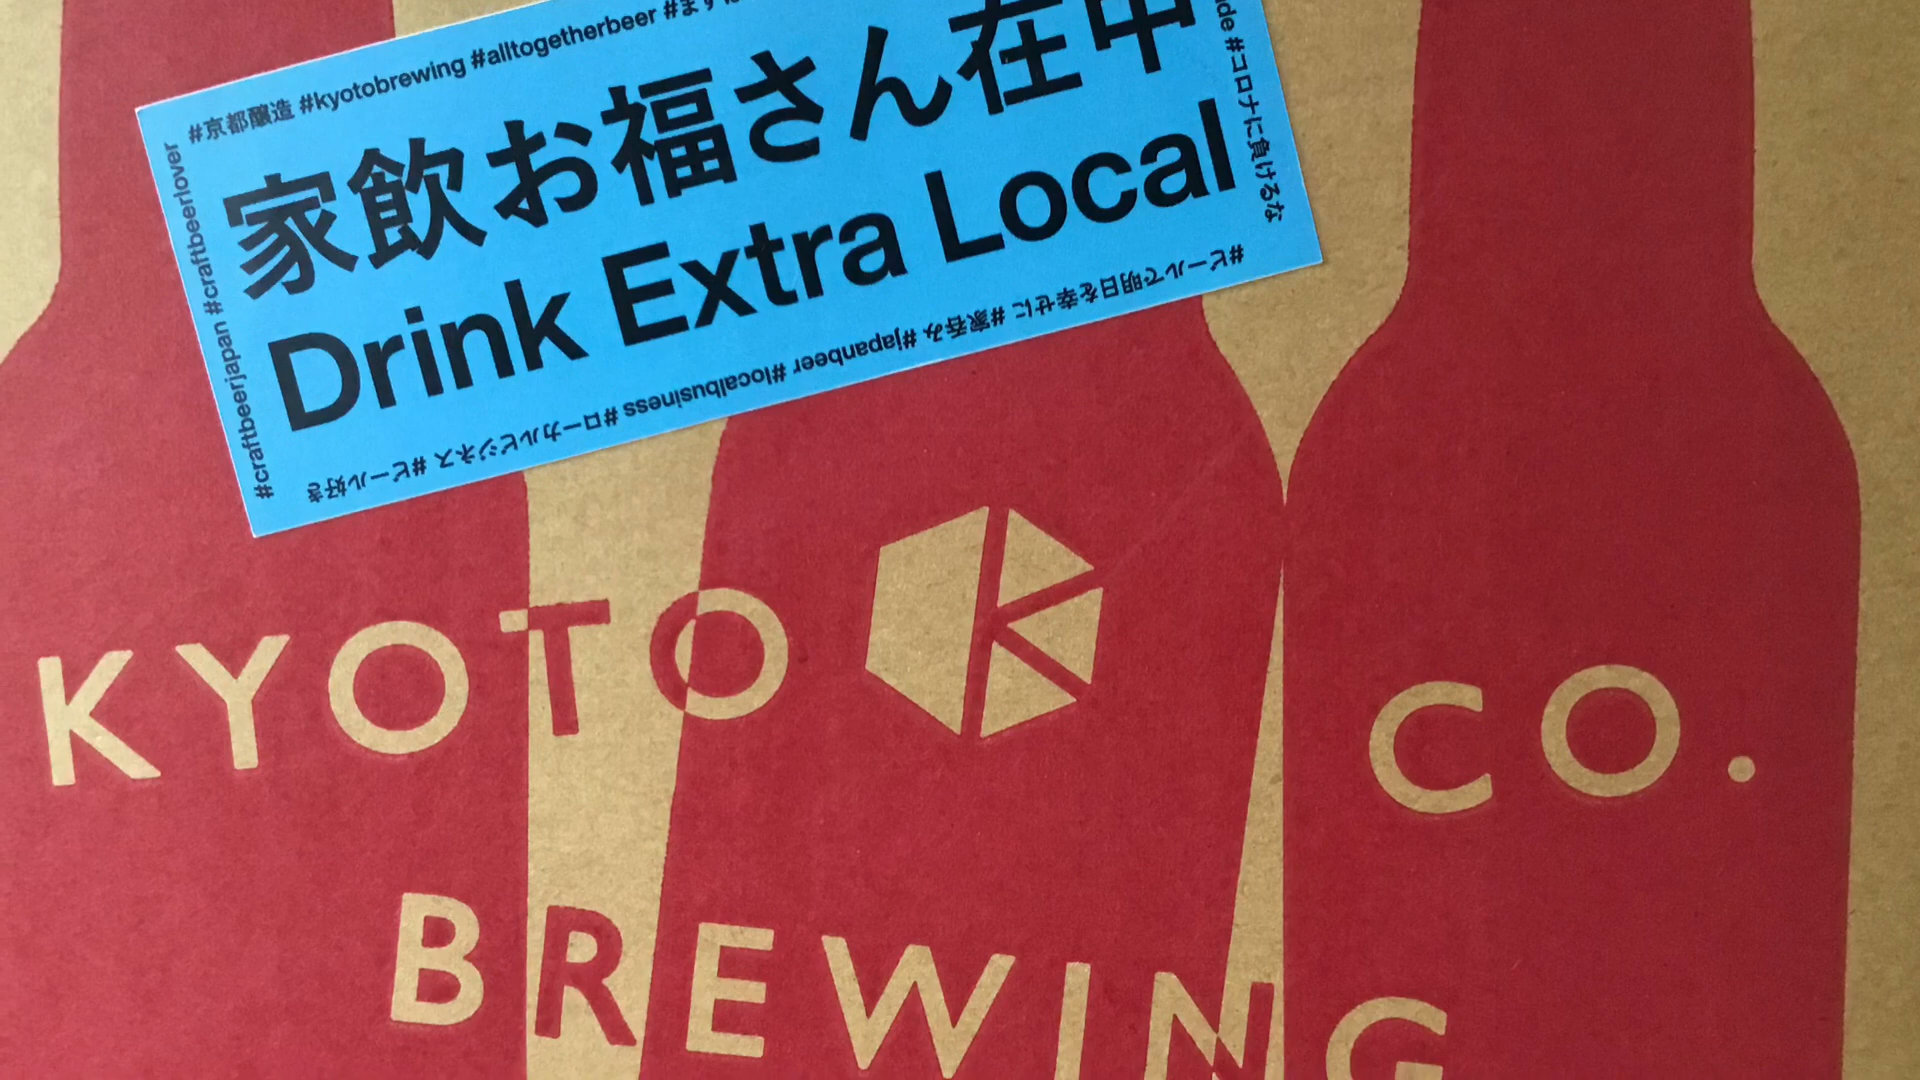 #京都醸造 #kyotobrewing #alltogetherbeer
家飲お福さん在中
Drink Extra Local
#コロナに負けるな
#ビールで明日を幸せに #家呑み #japanbeer #localbusiness #ローカルビジネス #ビール好き
#craftbeerjapan #craftbeerlover
KYOTO K CO.
BREWING